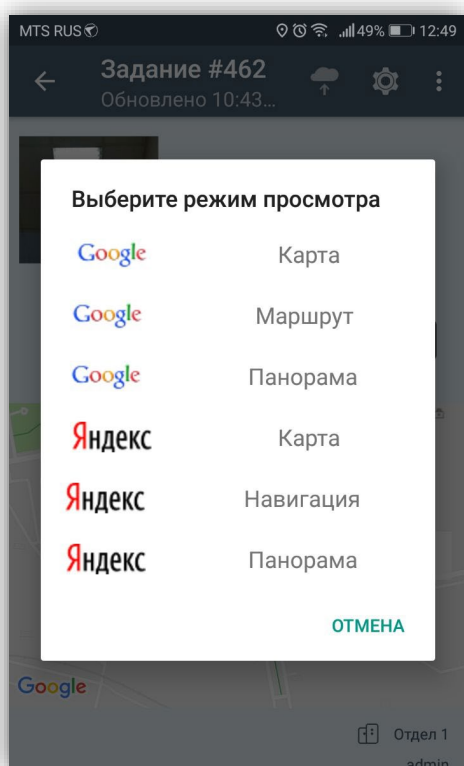 MTS RUS 49% 12:49
Задание #462
Обновлено 10:43...
Выберите режим просмотра
Google Карта
Google Маршрут
Google Панорама
Яндекс Карта
Яндекс Навигация
Яндекс Панорама
ОТМЕНА
Google
Отдел 1
admin